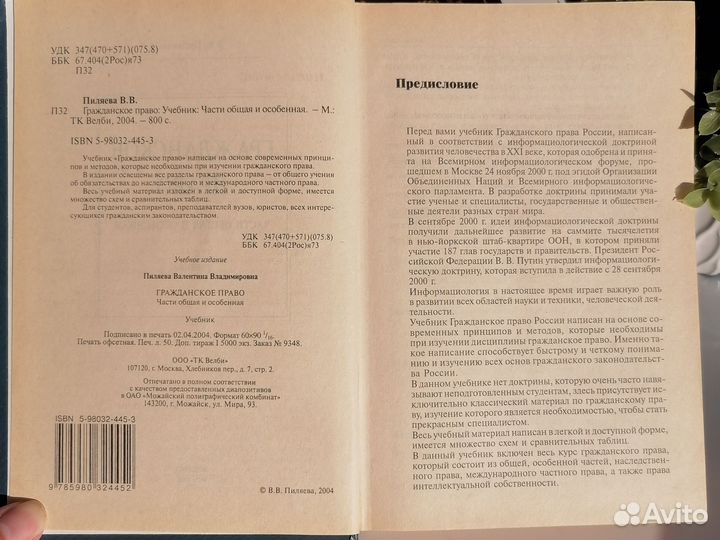 УДК 347(470+571)(075.8)
ББК 67.404(2Рос)я73
П32
Пиляева В.В.
П32 Гражданское право: Учебник: Части общая и особенная. – М.:
ТК Велби, 2004. – 800 с.
ISBN 5-98032-445-3
Учебник «Гражданское право» написан на основе современных принци-
пов и методов, которые необходимы при изучении гражданского права.
В издании освещены все разделы гражданского права — от общего учения
об обязательствах до наследственного и международного частного права.
Весь учебный материал изложен в легкой и доступной форме, имеется
множество схем и сравнительных таблиц.
Для студентов, аспирантов, преподавателей вузов, юристов, всех инте-
ресующихся гражданским законодательством.
УДК 347(470+571)(075.8)
ББК 67.404(2Рос)я73
Учебное издание
Пиляева Валентина Владимировна
ГРАЖДАНСКОЕ ПРАВО
Части общая и особенная
Учебник
Подписано в печать 02.04.2004. Формат 60×90 1/16.
Печать офсетная. Печ. л. 50. Доп. тираж 15000 экз. Заказ № 9348.
ООО «ТК Велби»
107120, г. Москва, Хлебников пер., д. 7, стр. 2.
Отпечатано в полном соответствии
с качеством предоставленных диапозитивов
в ОАО «Можайский полиграфический комбинат»
143200, г. Можайск, ул. Мира, 93.
ISBN 5-98032-445-3
9 785980 324452
© В.В. Пиляева, 2004
Предисловие
Перед вами учебник Гражданского права России, написан-
ный в соответствии с информациологической доктриной
развития человечества в XXI веке, которая одобрена и приня-
та на Всемирном информациологическом форуме, про-
шедшем в Москве 24 ноября 2000 г. под эгидой Организации
Объединенных Наций и Всемирного информациологического
парламента. В разработке доктрины принимали участие
ученые и специалисты, государственные и обществен-
ные деятели разных стран мира.
В сентябре 2000 г. идеи информациологической доктрины
получили дальнейшее развитие на саммите тысячелетия
в нью-йоркской штаб-квартире ООН, в котором приняли
участие 187 глав государств и правительств. Президент Рос-
сийской Федерации В. В. Путин утвердил информациологиче-
скую доктрину, которая вступила в действие с 28 сентября
2000 г.
Информациология в настоящее время играет важную роль
в развитии всех областей науки и техники, человеческой дея-
тельности.
Учебник Гражданское право России написан на основе со-
временных принципов и методов, которые необходимы
при изучении дисциплины гражданское право. Именно та-
кое написание способствует быстрому и четкому понима-
нию и изучению всех основ гражданского законодательст-
ва России.
В данном учебнике нет доктрины, которую очень часто навя-
зывают неподготовленным студентам, здесь присутствует ис-
ключительно классический материал по гражданскому пра-
ву, изучение которого является необходимостью, чтобы стать
прекрасным специалистом.
Весь учебный материал написан в легкой и доступной форме,
имеется множество схем и сравнительных таблиц.
В данный учебник включен весь курс гражданского права,
который состоит из общей, особенной частей, наследственно-
го права, международного частного права, а также права
интеллектуальной собственности.
Avito